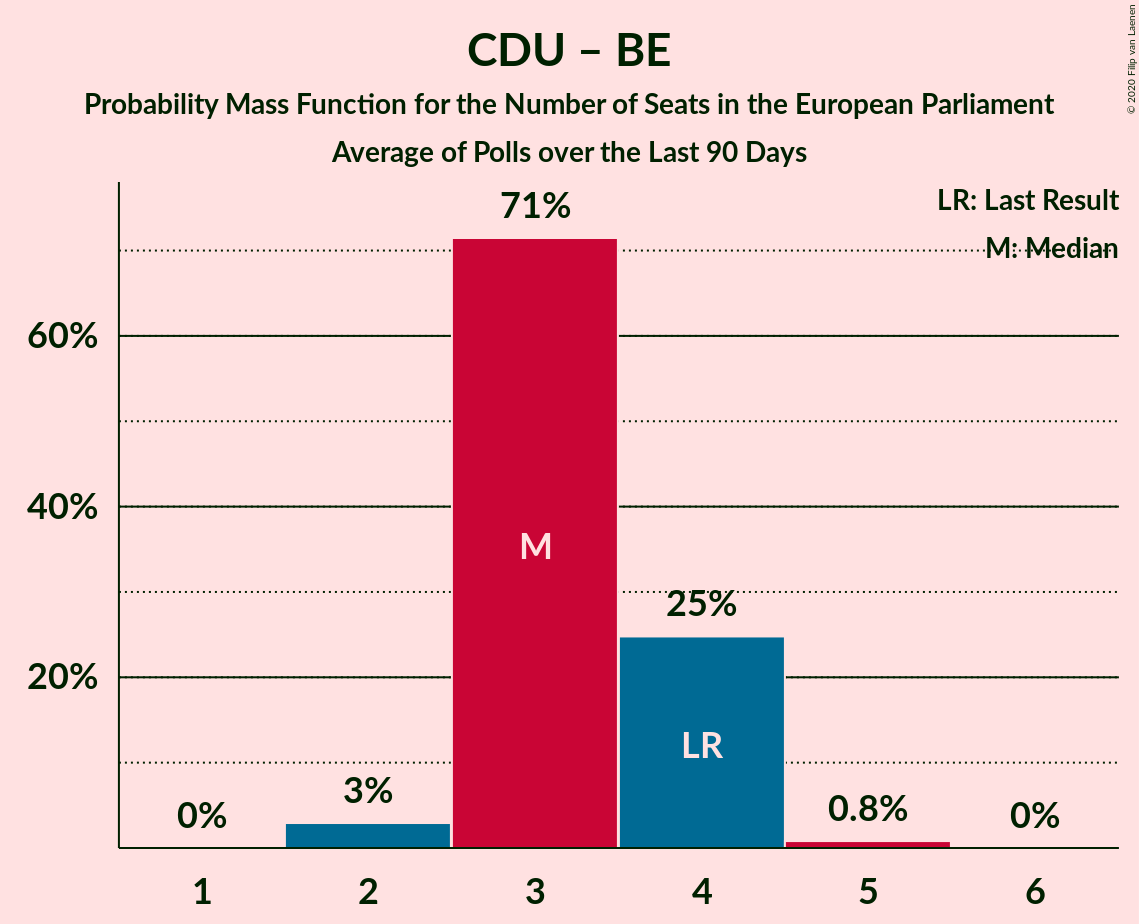 CDU – BE
Probability Mass Function for the Number of Seats in the European Parliament
Average of Polls over the Last 90 Days
© 2020 Filip van Laenen
LR: Last Result
M: Median
71%
60%
M
40%
25%
20%
LR
3%
0%
0.8%
0%
1
2
3
4
5
6